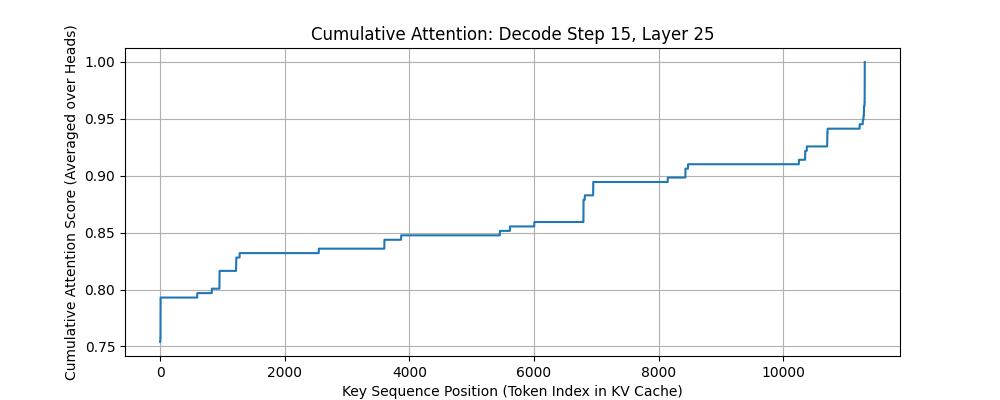 Cumulative Attention: Decode Step 15, Layer 25
Cumulative Attention Score (Averaged over Heads)
1.00
0.95
0.90
0.85
0.80
0.75
0 2000 4000 6000 8000 10000
Key Sequence Position (Token Index in KV Cache)